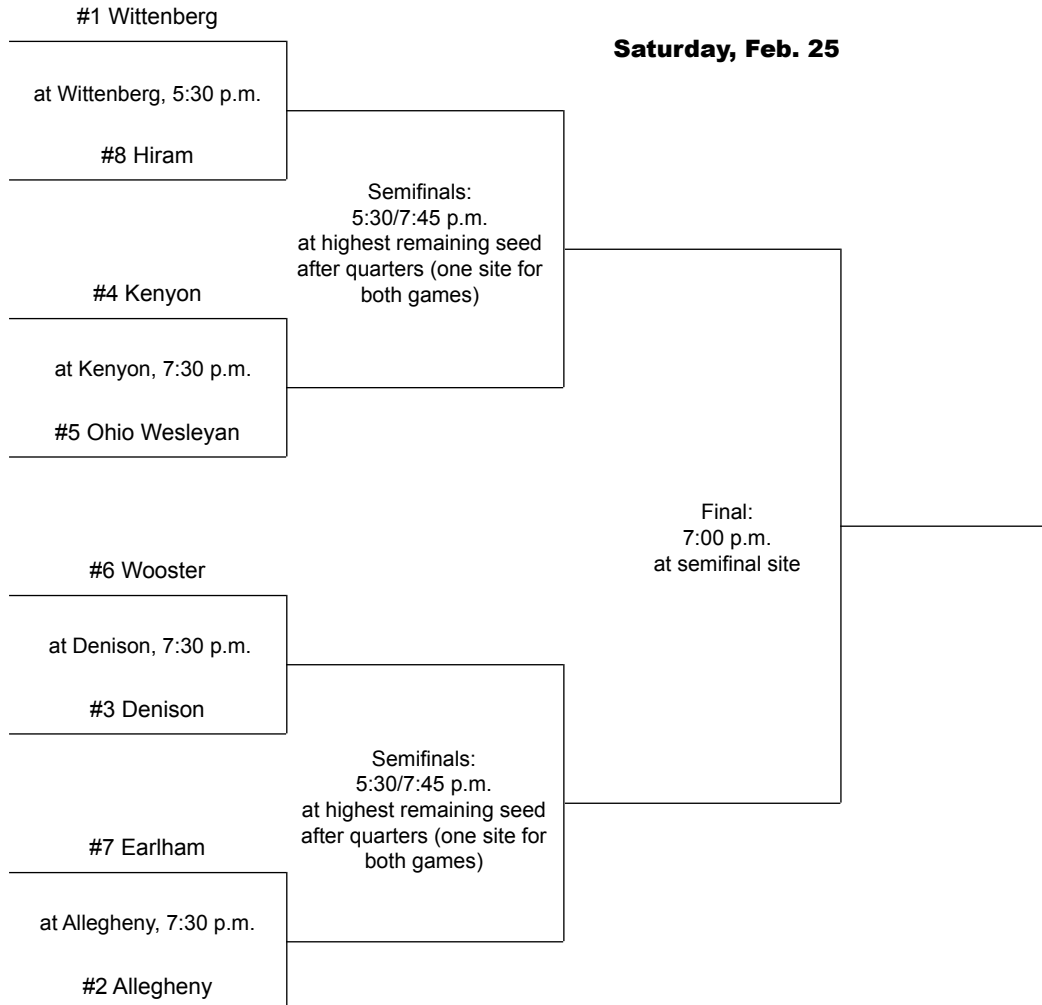 #1 Wittenberg
Saturday, Feb. 25
at Wittenberg, 5:30 p.m.
#8 Hiram
Semifinals:
5:30/7:45 p.m.
at highest remaining seed
after quarters (one site for
both games)
#4 Kenyon
at Kenyon, 7:30 p.m.
#5 Ohio Wesleyan
Final:
7:00 p.m.
at semifinal site
#6 Wooster
at Denison, 7:30 p.m.
#3 Denison
Semifinals:
5:30/7:45 p.m.
at highest remaining seed
after quarters (one site for
both games)
#7 Earlham
at Allegheny, 7:30 p.m.
#2 Allegheny